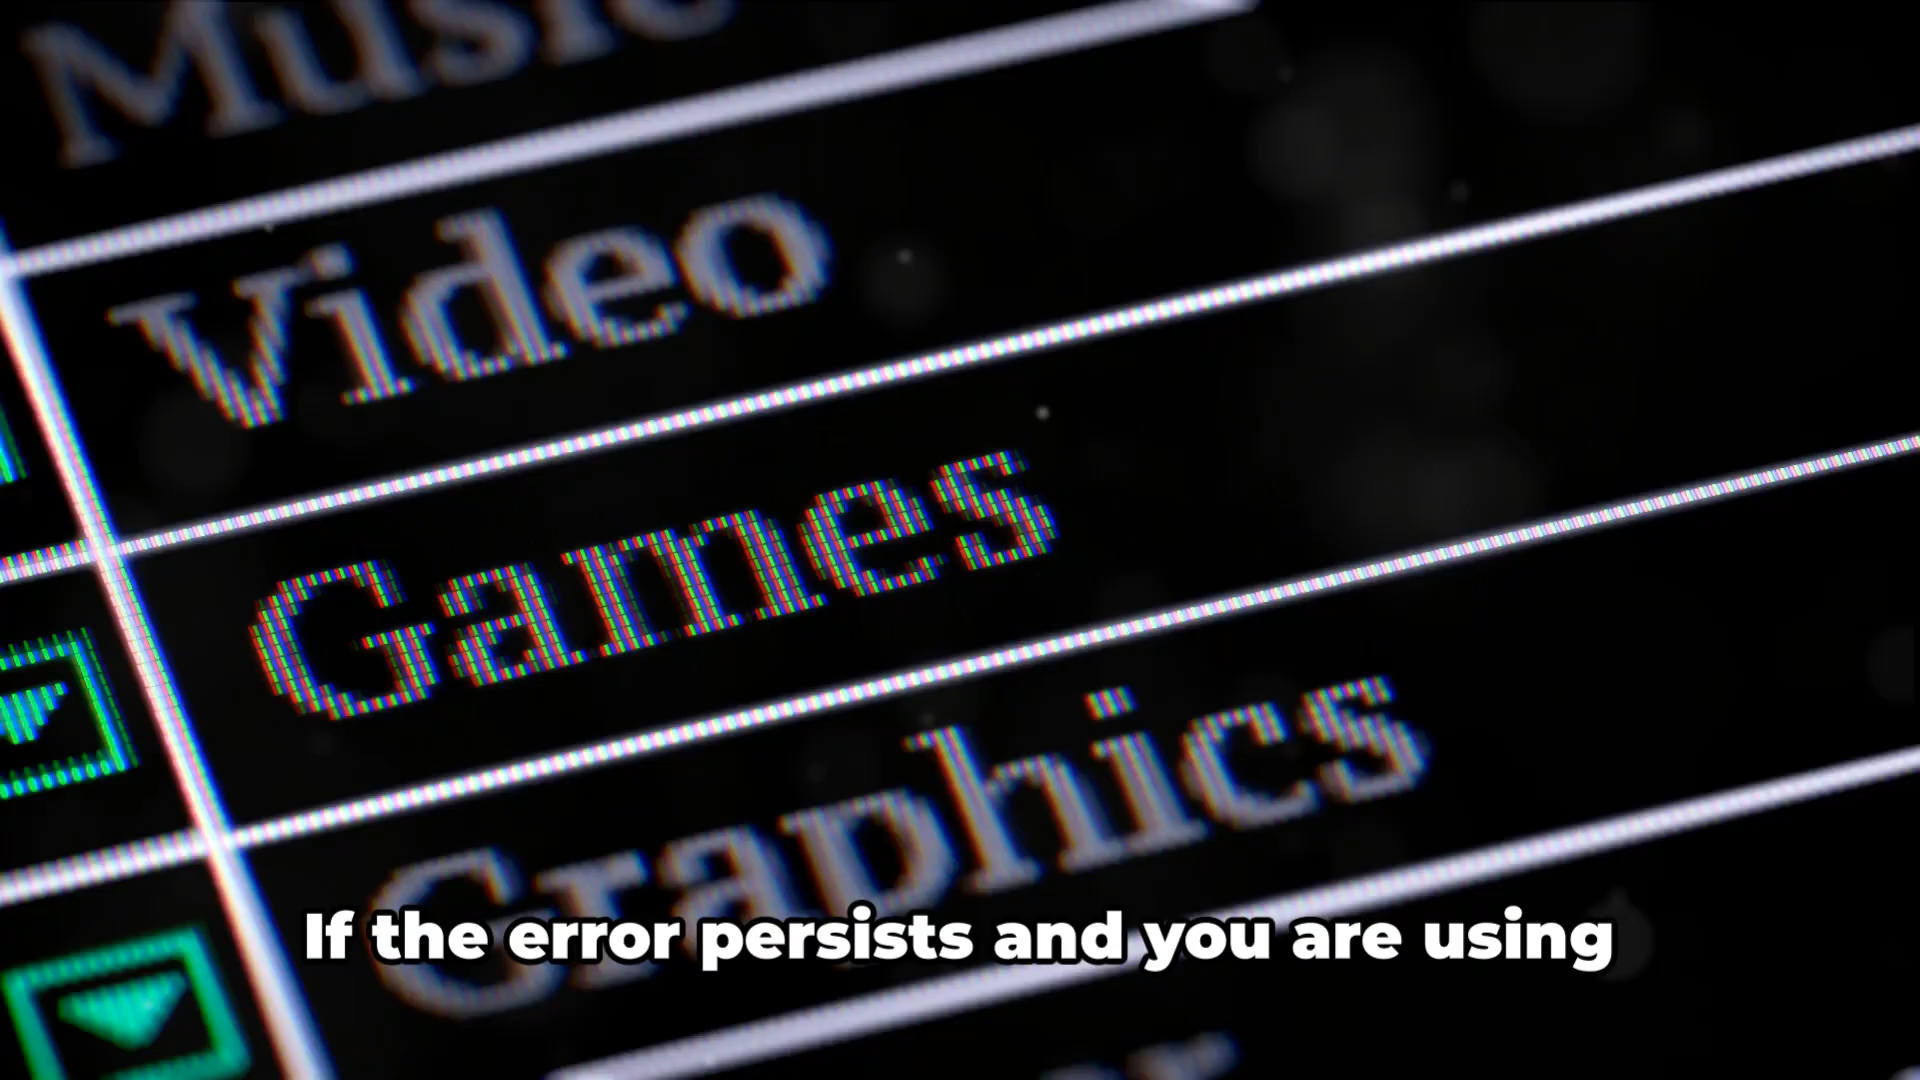 Music
Video
Games
Graphics
If the error persists and you are using